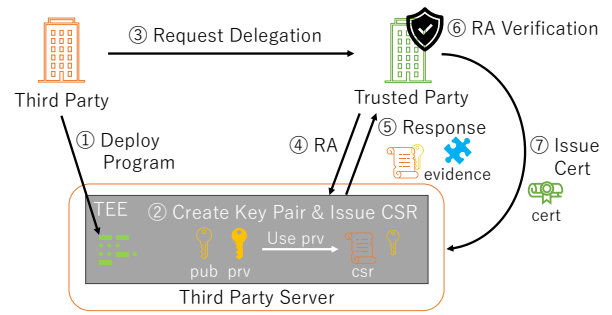 ③ Request Delegation
⑥ RA Verification
Third Party
Trusted Party
① Deploy
Program
④ RA
⑤ Response
evidence
⑦ Issue
Cert
cert
TEE
② Create Key Pair & Issue CSR
Use prv
pub prv
csr
Third Party Server